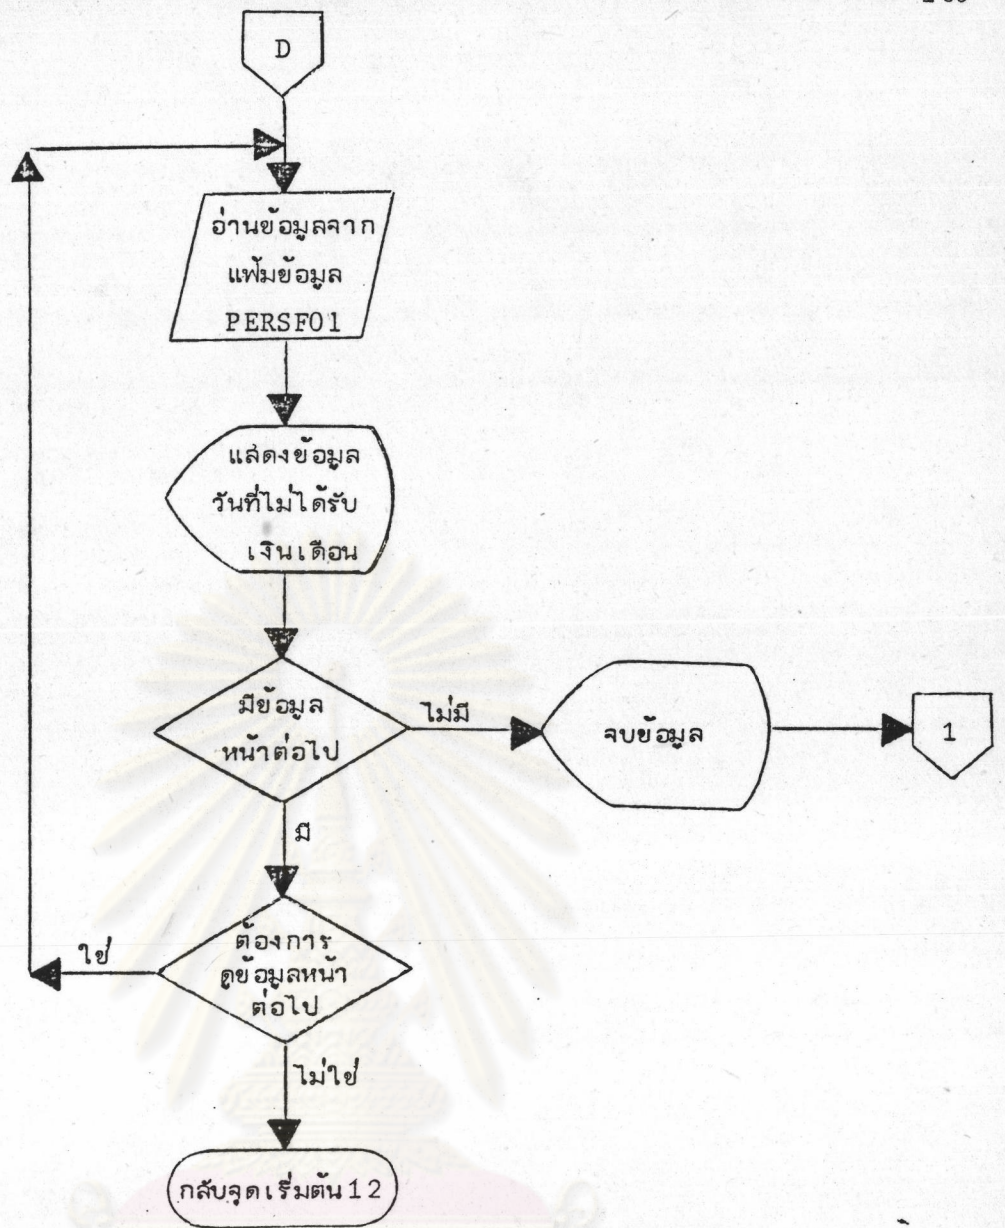 D
อ่านข้อมูลจาก
แฟ้มข้อมูล
PERSF01
แสดงข้อมูล
วันที่ไม่ได้รับ
เงินเดือน
มีข้อมูล
หน้าต่อไป
ไม่มี
จบข้อมูล
1
มี
ต้องการ
ดูข้อมูลหน้า
ต่อไป
ใช่
ไม่ใช่
กลับจุดเริ่มต้น12